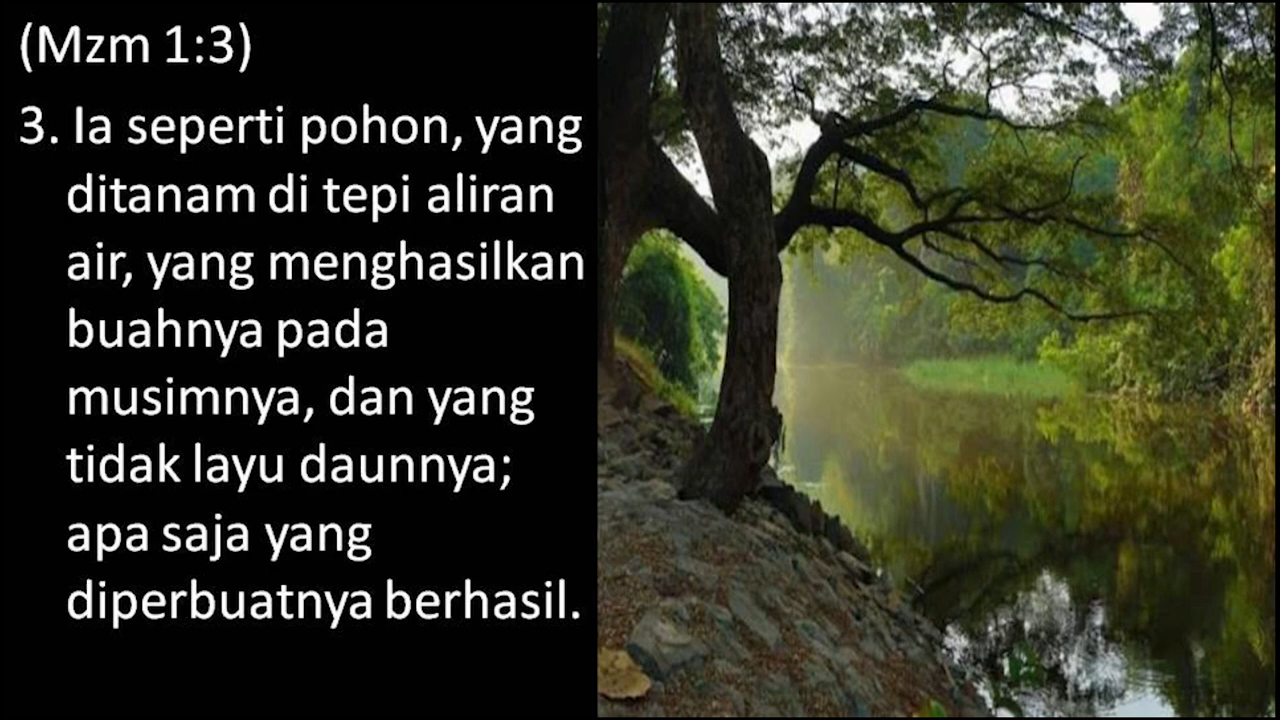 (Mzm 1:3)
3. Ia seperti pohon, yang
ditanam di tepi aliran
air, yang menghasilkan
buahnya pada
musimnya, dan yang
tidak layu daunnya;
apa saja yang
diperbuatnya berhasil.